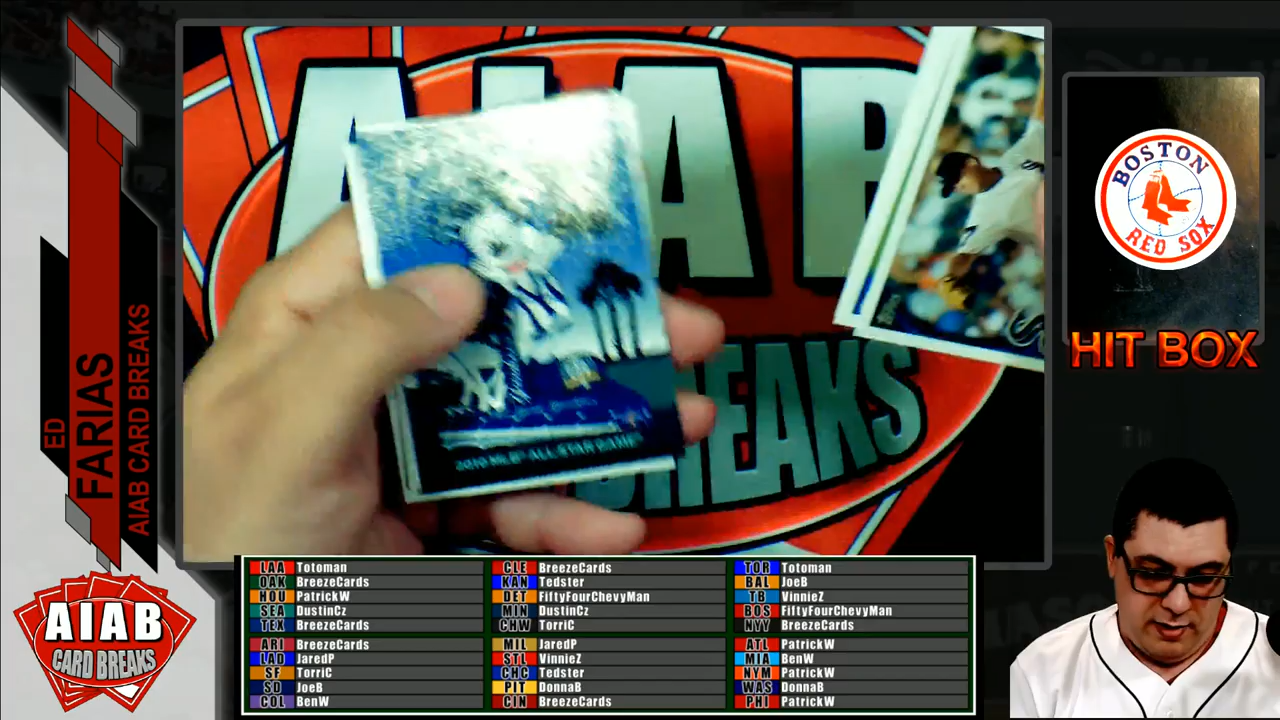 ED
FARIAS
AIAB CARD BREAKS
AIAB
CARD BREAKS
AIAB
BREAKS
2010 MLB ALL-STAR GAME
BOSTON
RED SOX
HIT BOX
LAA Totoman
OAK BreezeCards
HOU PatrickW
SEA DustinCz
TEX BreezeCards
ARI BreezeCards
LAD JaredP
SF TorriC
SD JoeB
COL BenW
CLE BreezeCards
KAN Tedster
DET FiftyFourChevyMan
MIN DustinCz
CHW TorriC
MIL JaredP
STL VinnieZ
CHC Tedster
PIT DonnaB
CIN BreezeCards
TOR Totoman
BAL JoeB
TB VinnieZ
BOS FiftyFourChevyMan
NYY BreezeCards
ATL PatrickW
MIA BenW
NYM PatrickW
WAS DonnaB
PHI PatrickW